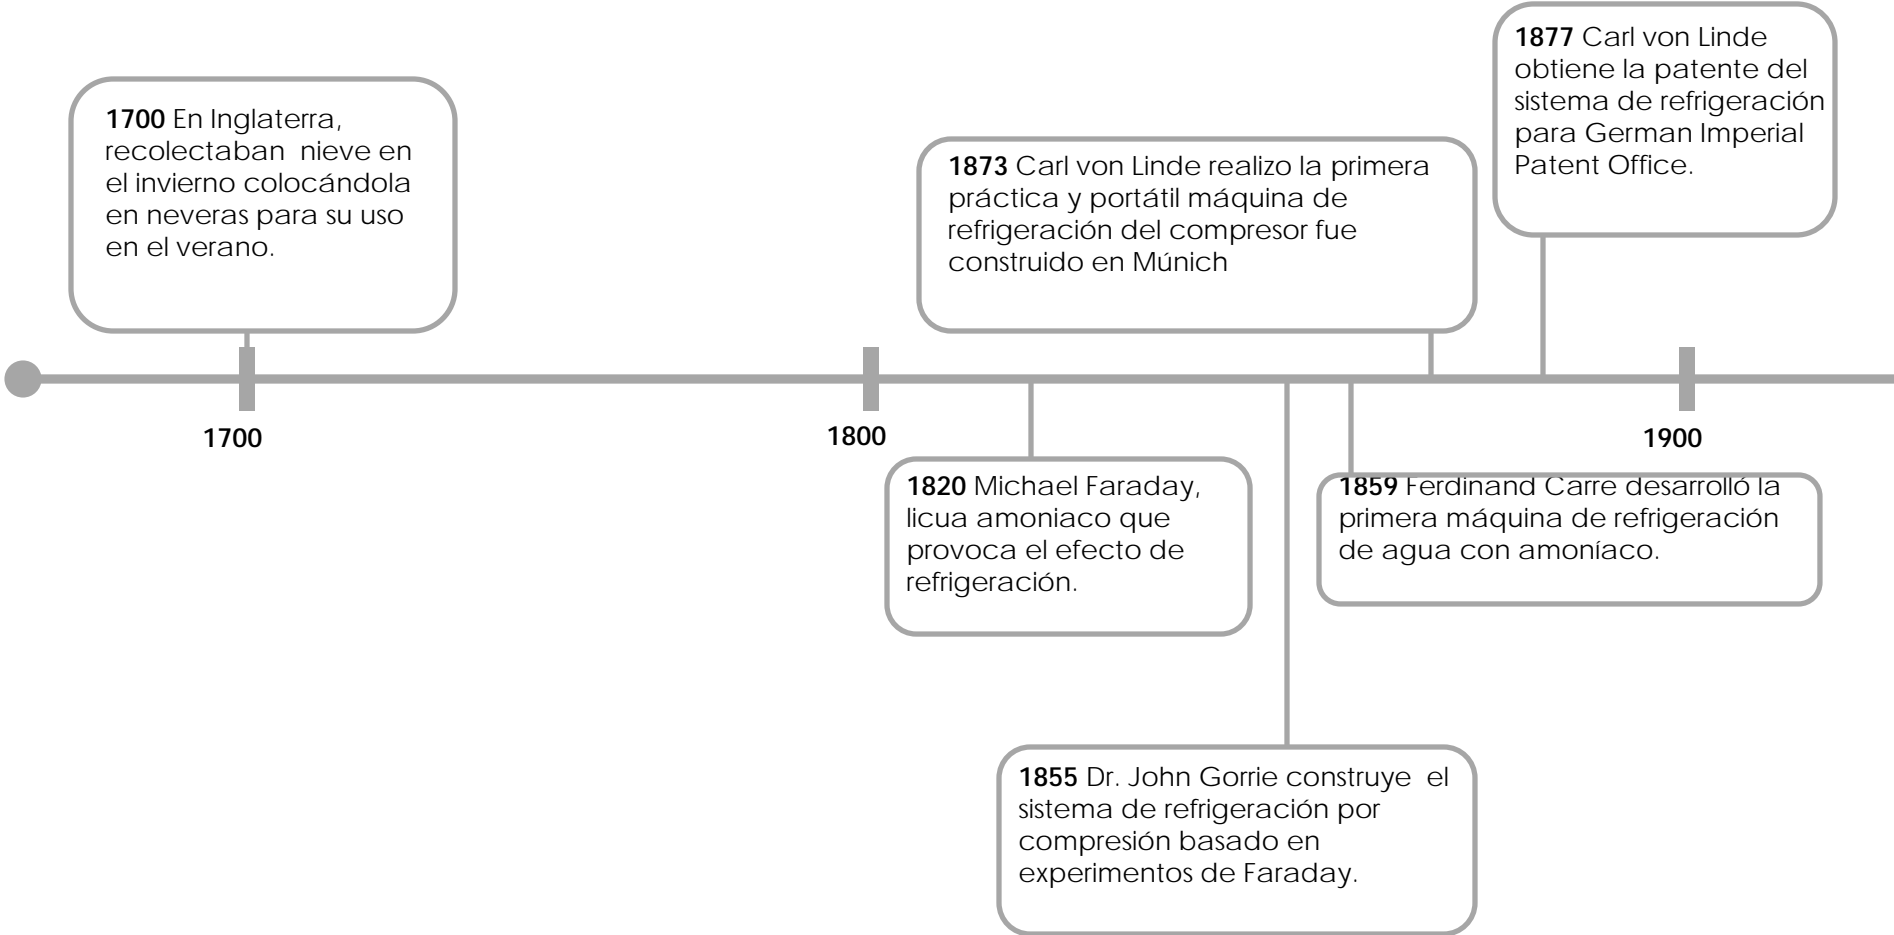 1877 Carl von Linde
obtiene la patente del
sistema de refrigeración
para German Imperial
Patent Office.
1700 En Inglaterra,
recolectaban  nieve en
el invierno colocándola
en neveras para su uso
en el verano.
1873 Carl von Linde realizo la primera
práctica y portátil máquina de
refrigeración del compresor fue
construido en Múnich
1700
1800
1900
1820 Michael Faraday,
licua amoniaco que
provoca el efecto de
refrigeración.
1859 Ferdinand Carre desarrolló la
primera máquina de refrigeración
de agua con amoníaco.
1855 Dr. John Gorrie construye  el
sistema de refrigeración por
compresión basado en
experimentos de Faraday.